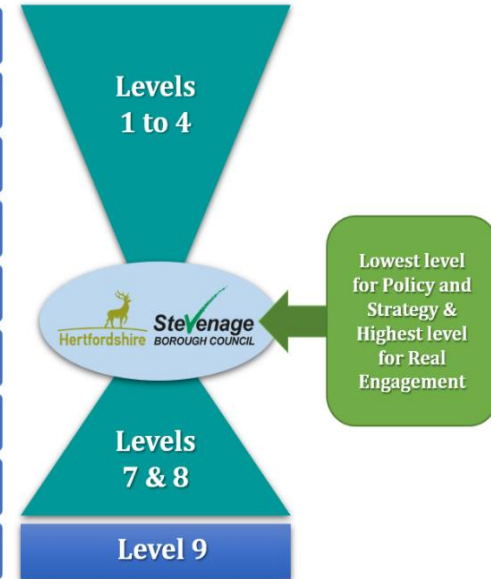 Levels
1 to 4
Hertfordshire
Stevenage
BOROUGH COUNCIL
Lowest level
for Policy and
Strategy &
Highest level
for Real
Engagement
Levels
7 & 8
Level 9